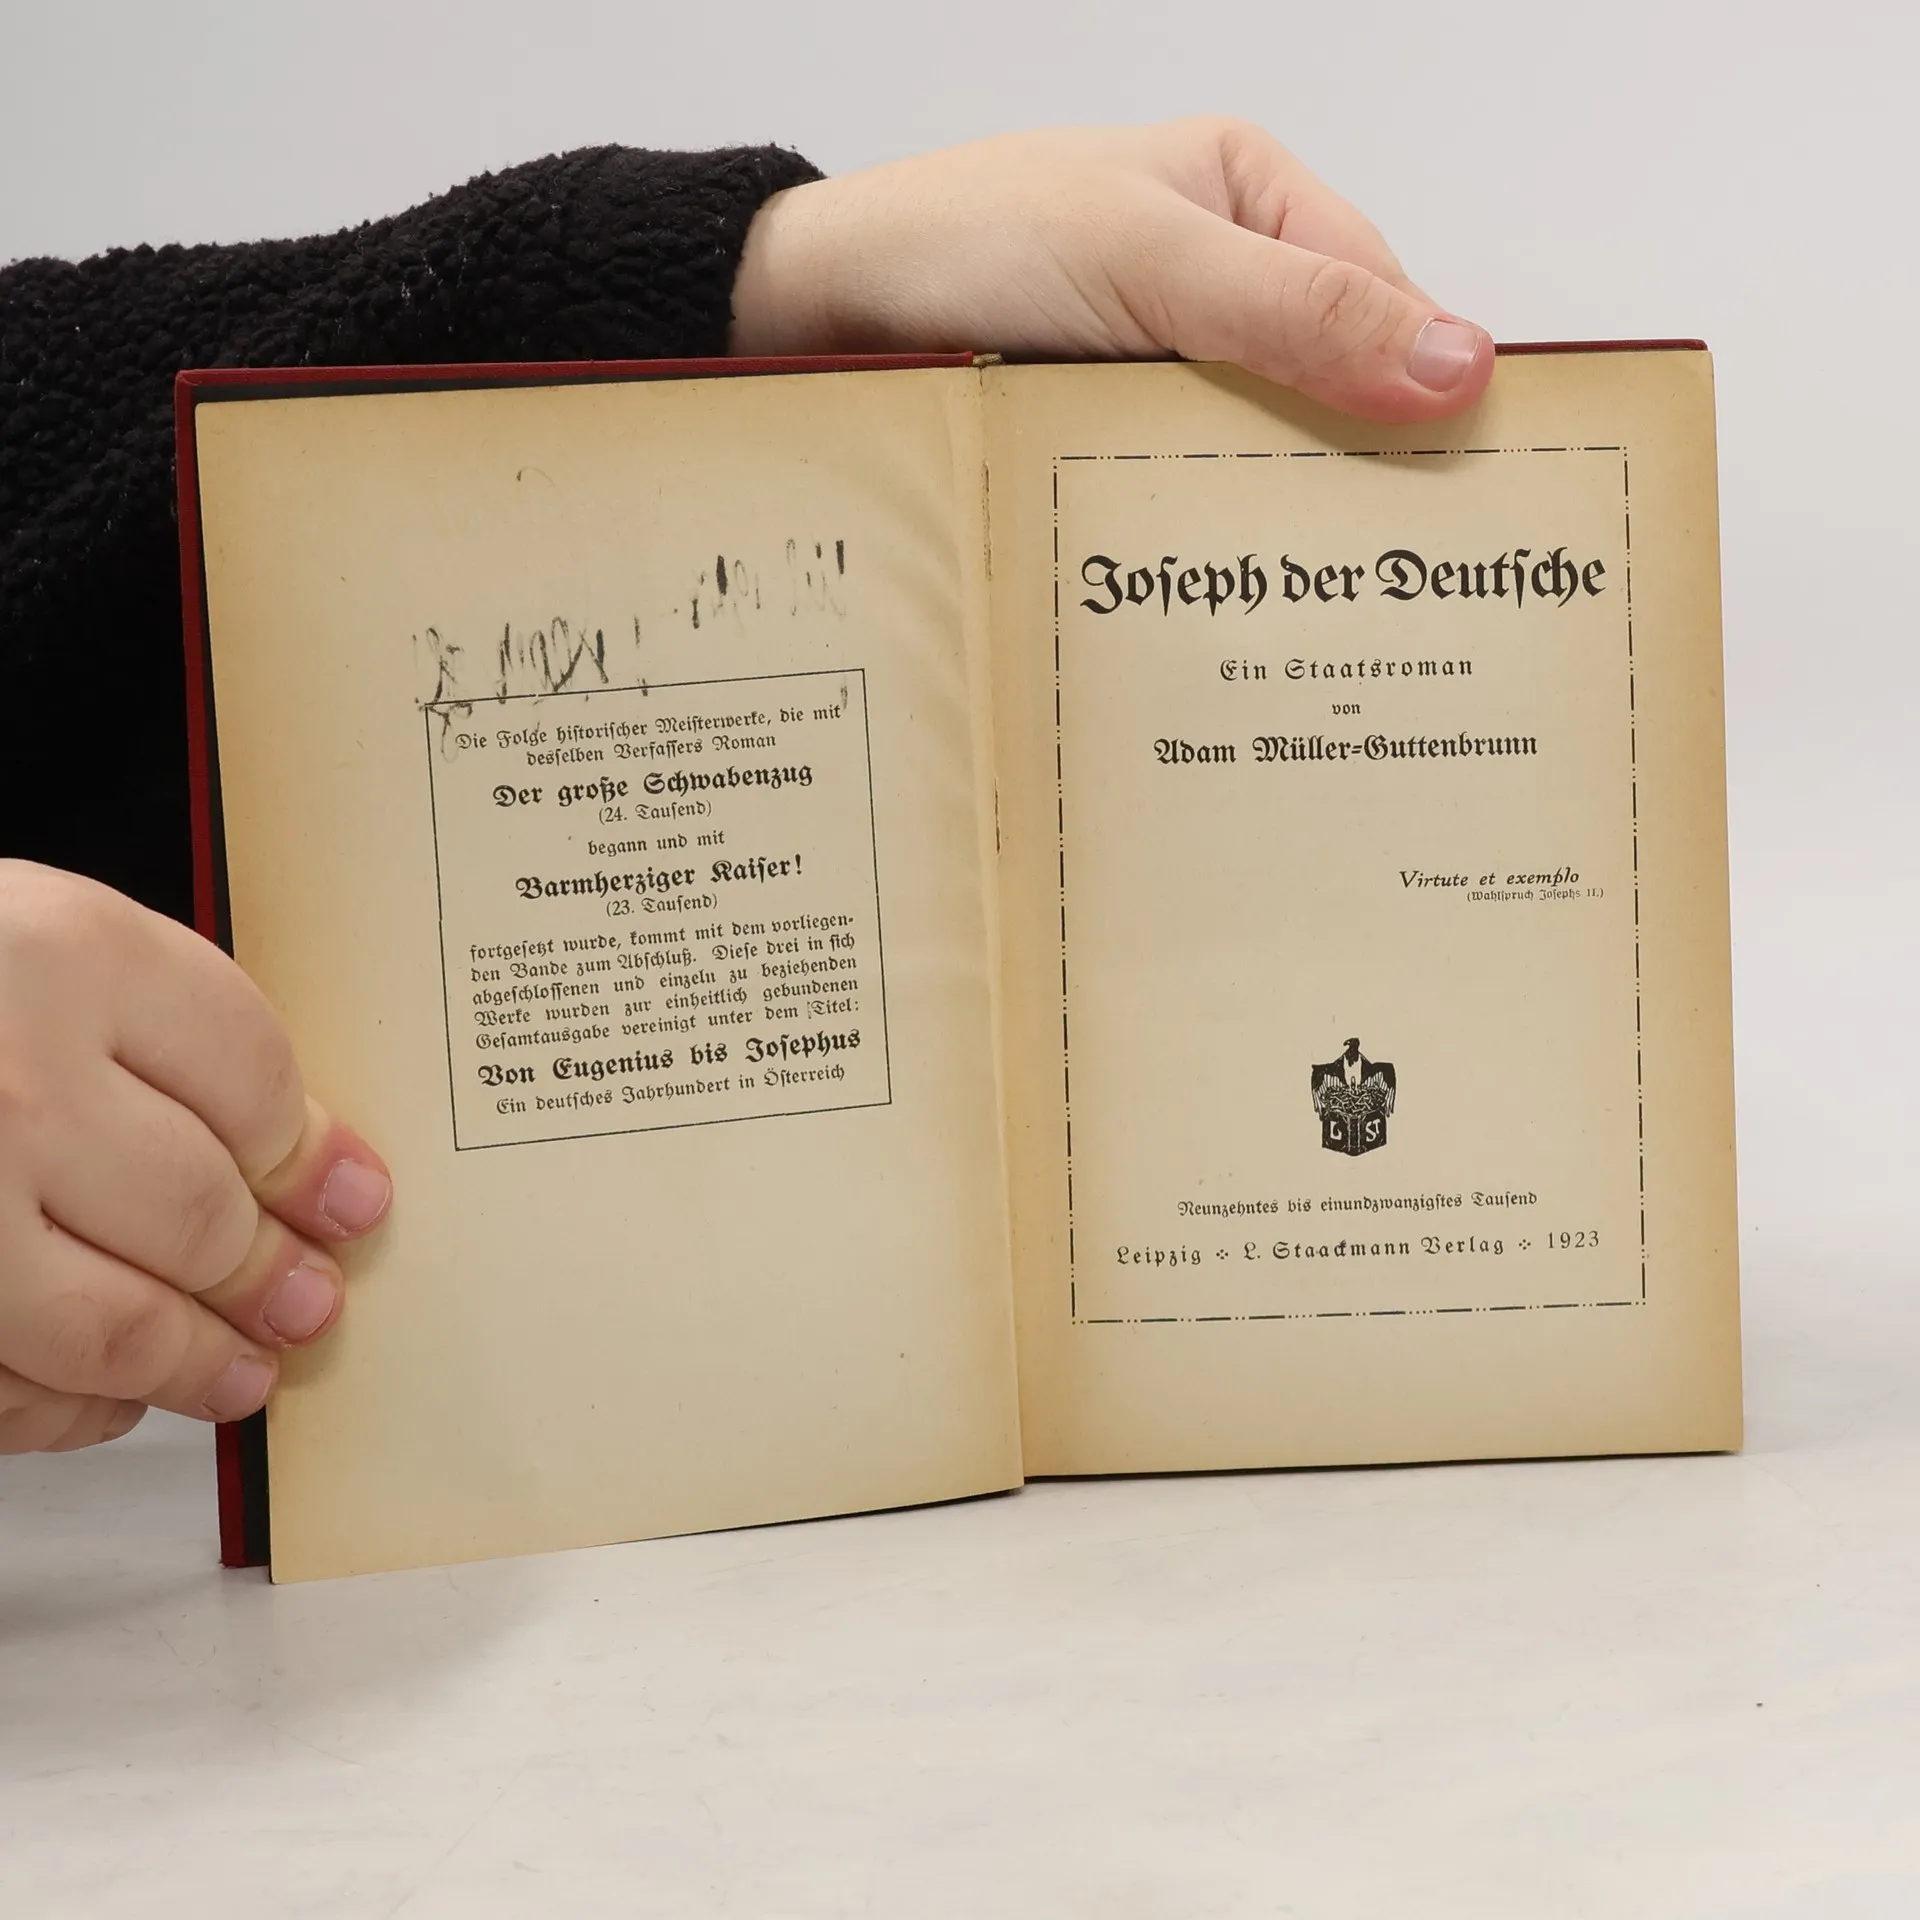 Die Folge hiſtoriſcher Meiſterwerke, die mit
desſelben Verfaſſers Roman
Der große Schwabenzug
(24. Tauſend)
begann und mit
Barmherziger Kaiſer!
(23. Tauſend)
fortgeſetzt wurde, kommt mit dem vorliegen-
den Bande zum Abſchluß. Dieſe drei in ſich
abgeſchloſſenen und einzeln zu beziehenden
Werke wurden zur einheitlich gebundenen
Geſamtausgabe vereinigt unter dem Titel:
Von Eugenius bis Joſephus
Ein deutſches Jahrhundert in Öſterreich
Joſeph der Deutſche
Ein Staatsroman
von
Adam Müller-Guttenbrunn
Virtute et exemplo
(Wahlſpruch Joſephs II.)
L ST
Neunzehntes bis einundzwanzigſtes Tauſend
Leipzig L. Staackmann Verlag 1923